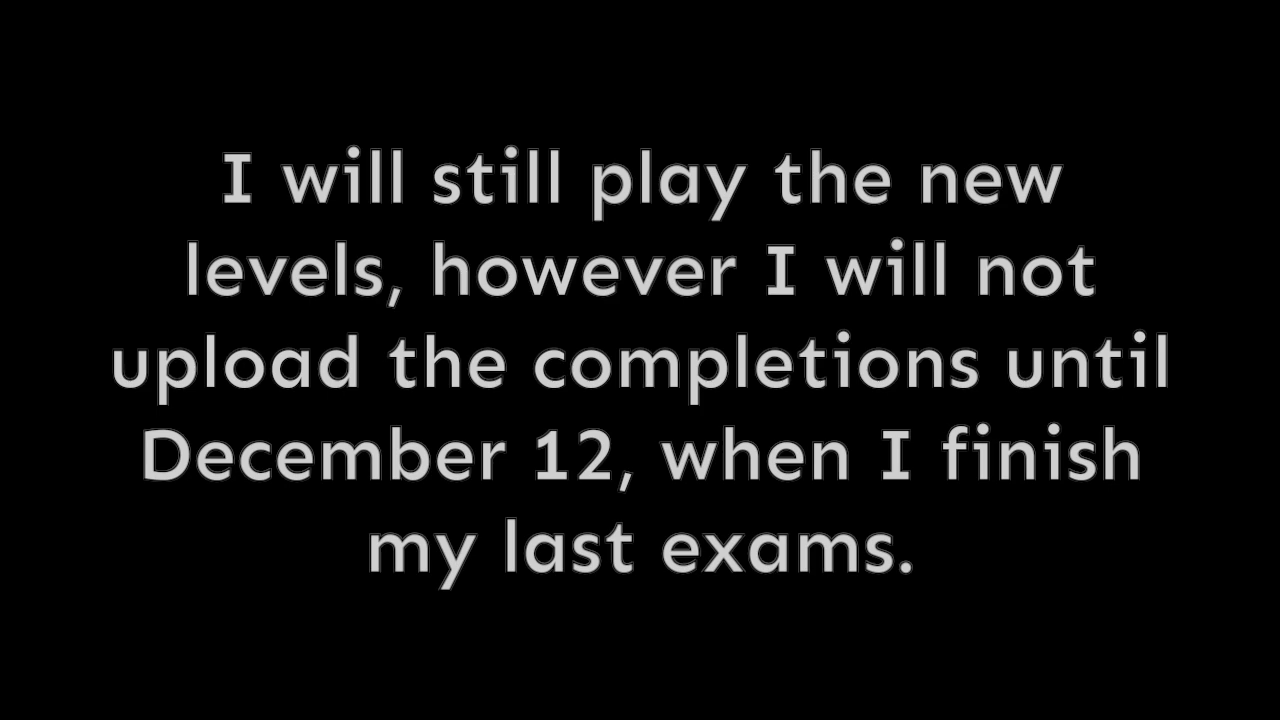 I will still play the new
levels, however I will not
upload the completions until
December 12, when I finish
my last exams.